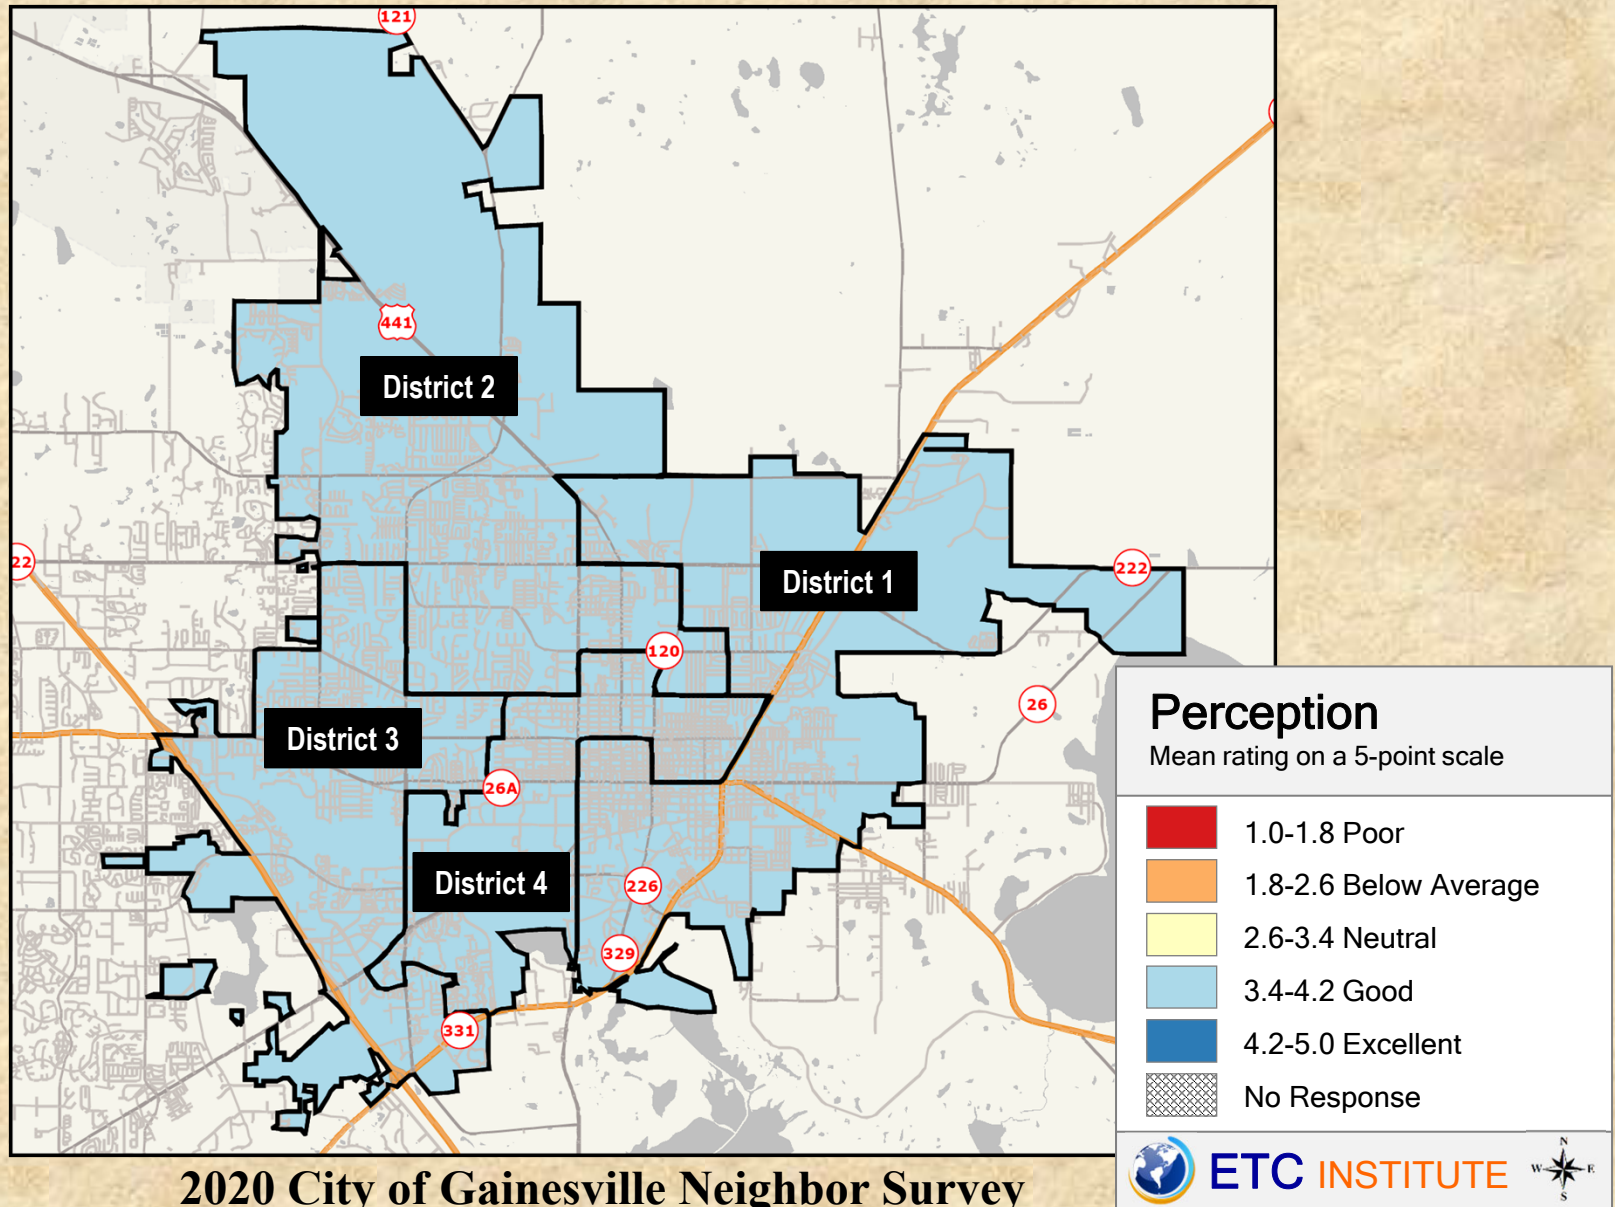 121
441
District 2
22
District 1
222
120
26
District 3
26A
District 4
226
329
331
Perception
Mean rating on a 5-point scale
1.0-1.8 Poor
1.8-2.6 Below Average
2.6-3.4 Neutral
3.4-4.2 Good
4.2-5.0 Excellent
No Response
ETC INSTITUTE
N
W E
S
2020 City of Gainesville Neighbor Survey